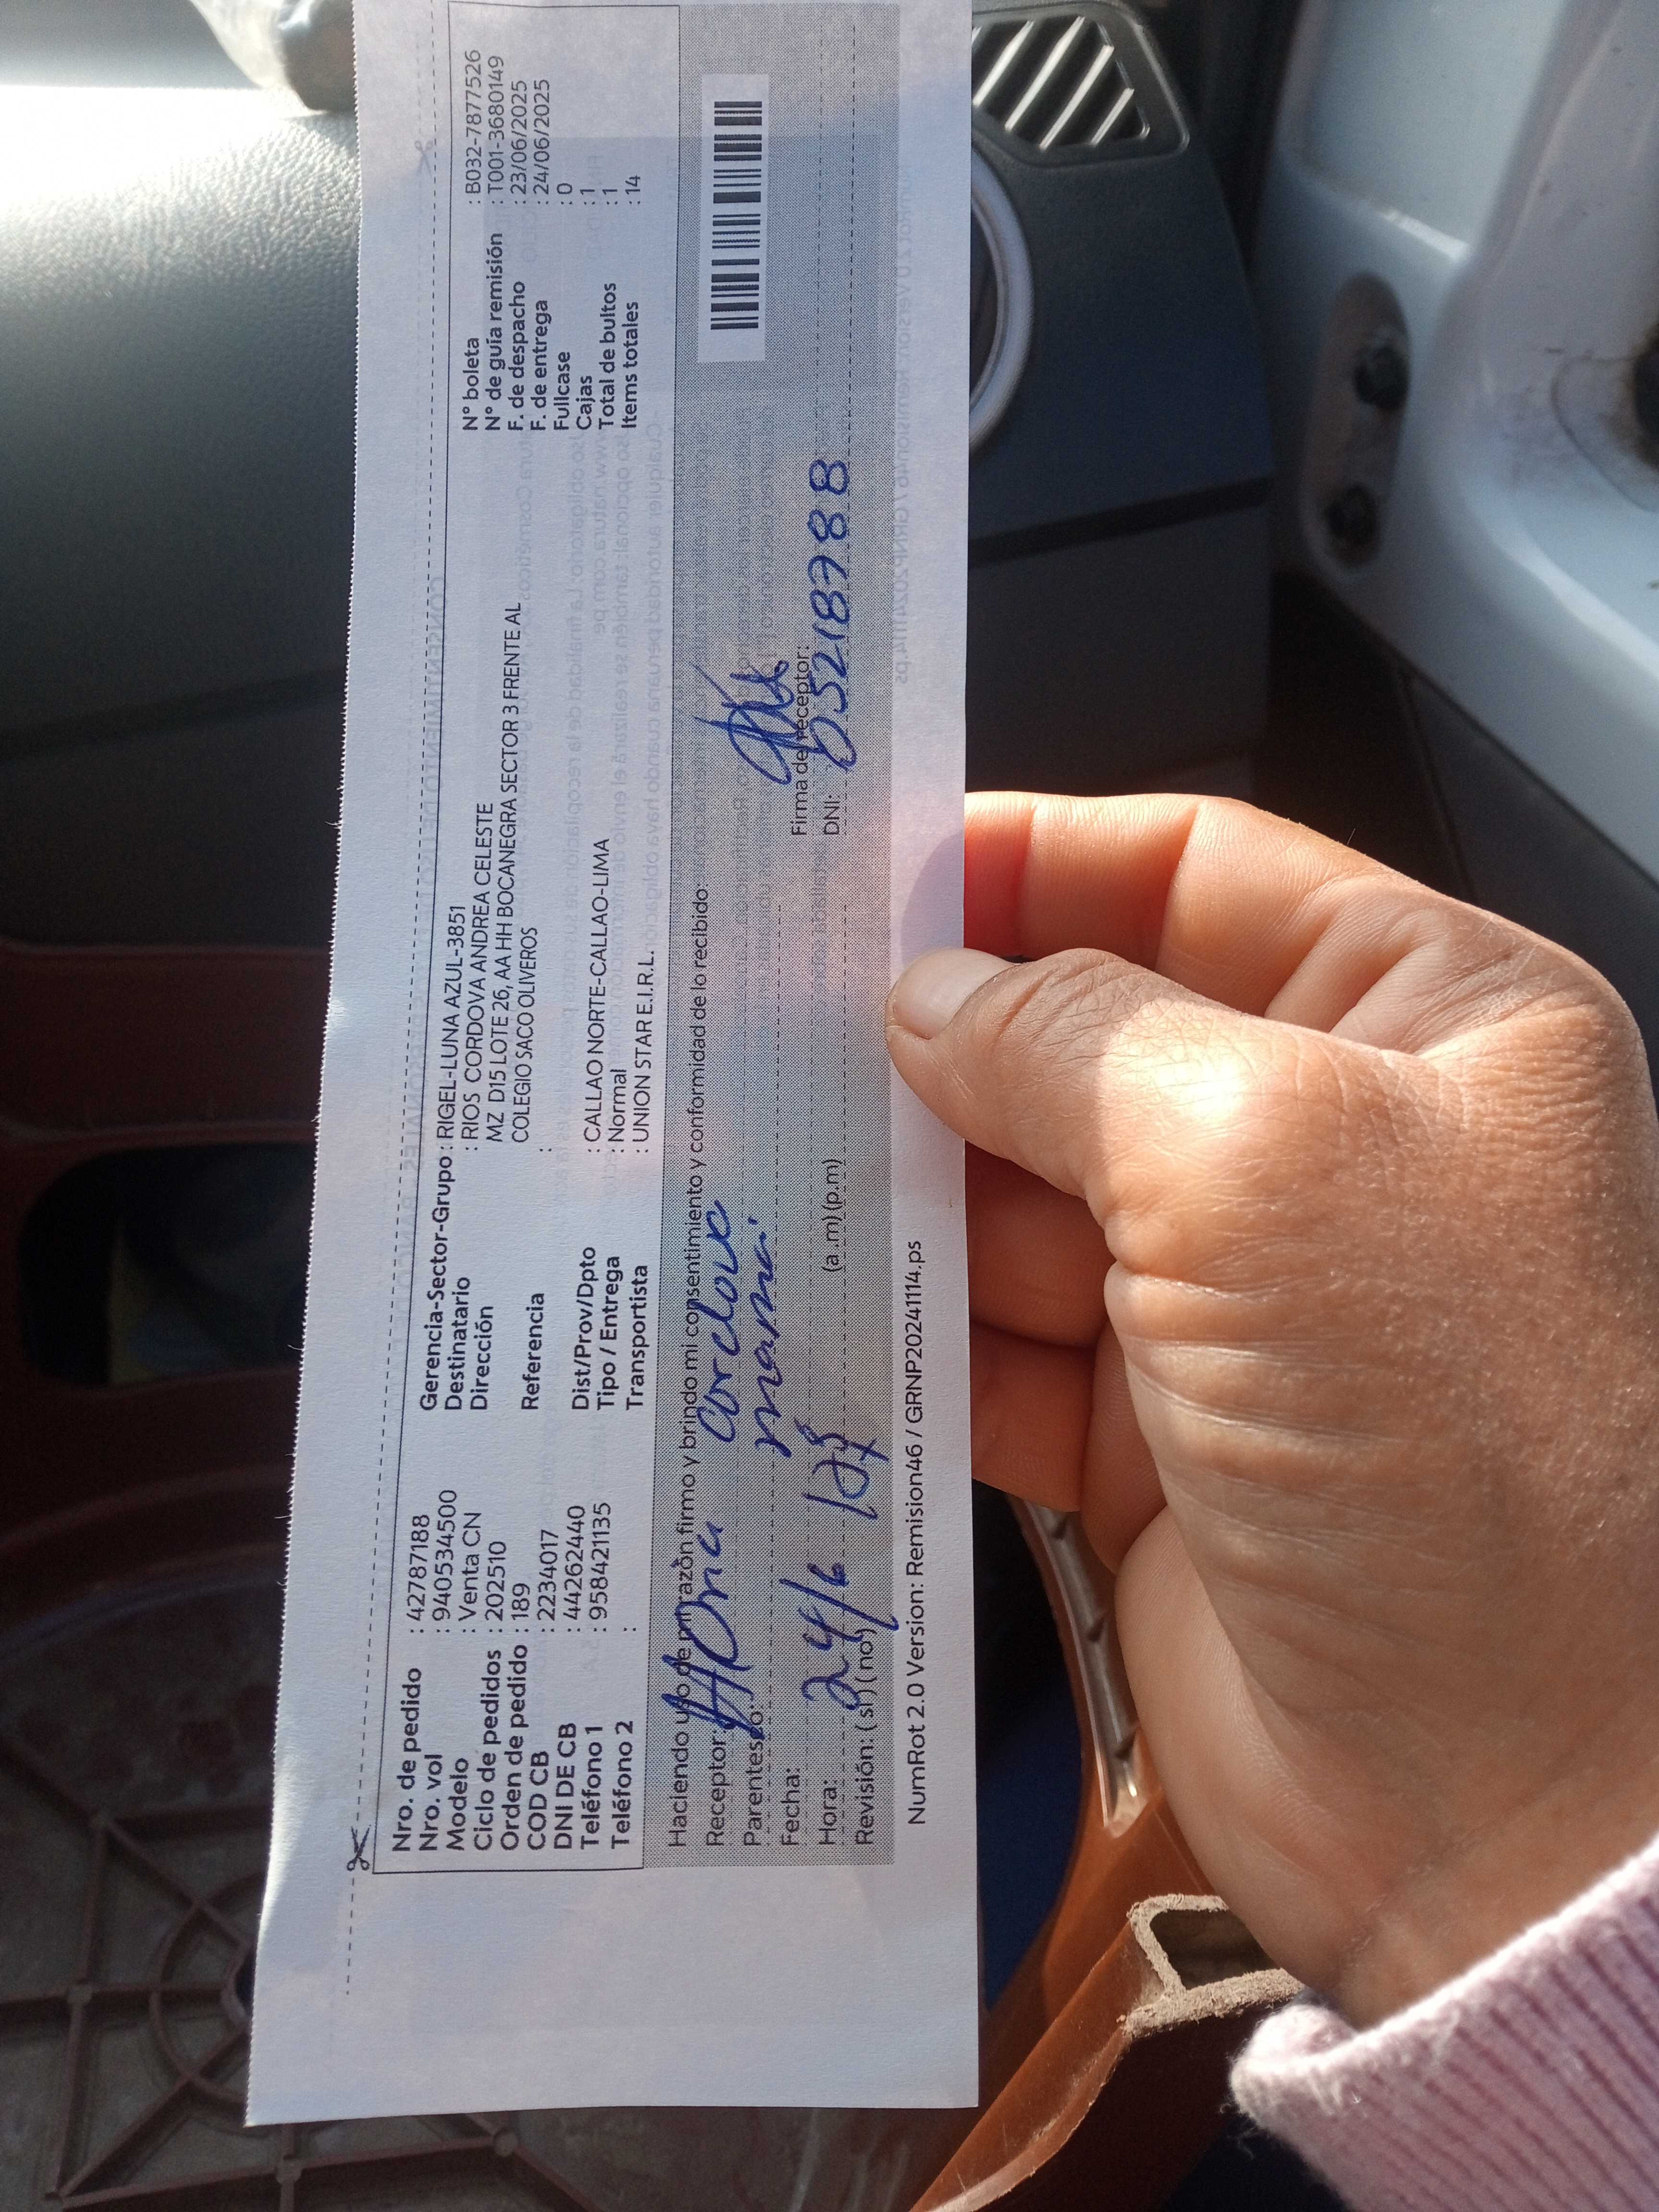 Nro. de pedido : 42787188
Nro. vol : 940534500
Modelo : Venta CN
Ciclo de pedidos : 202510
Orden de pedido : 189
COD CB : 2234017
DNI DE CB : 44262440
Teléfono 1 : 958421135
Teléfono 2 :
Gerencia-Sector-Grupo : RIGEL-LUNA AZUL-3851
Destinatario : RIOS CORDOVA ANDREA CELESTE
Dirección MZ D15 LOTE 26, AA HH BOCANEGRA SECTOR 3 FRENTE AL
COLEGIO SACO OLIVEROS
Referencia :
Dist/Prov/Dpto : CALLAO NORTE-CALLAO-LIMA
Tipo / Entrega : Normal
Transportista : UNION STAR E.I.R.L.
N° boleta : B032-7877526
N° de guía remisión : T001-3680149
F. de despacho : 23/06/2025
F. de entrega : 24/06/2025
Fullcase : 0
Cajas : 1
Total de bultos : 1
Items totales : 14
Haciendo uso de mi razón firmo y brindo mi consentimiento y conformidad de lo recibido:
Receptor: Cordova
Parentesco: mama.
Fecha: 24/6
Hora: (a .m) (p.m)
Revisión: ( si ) ( no )
Firma del receptor:
DNI:
NumRot 2.0 Version: Remision46 / GRNP20241114.ps